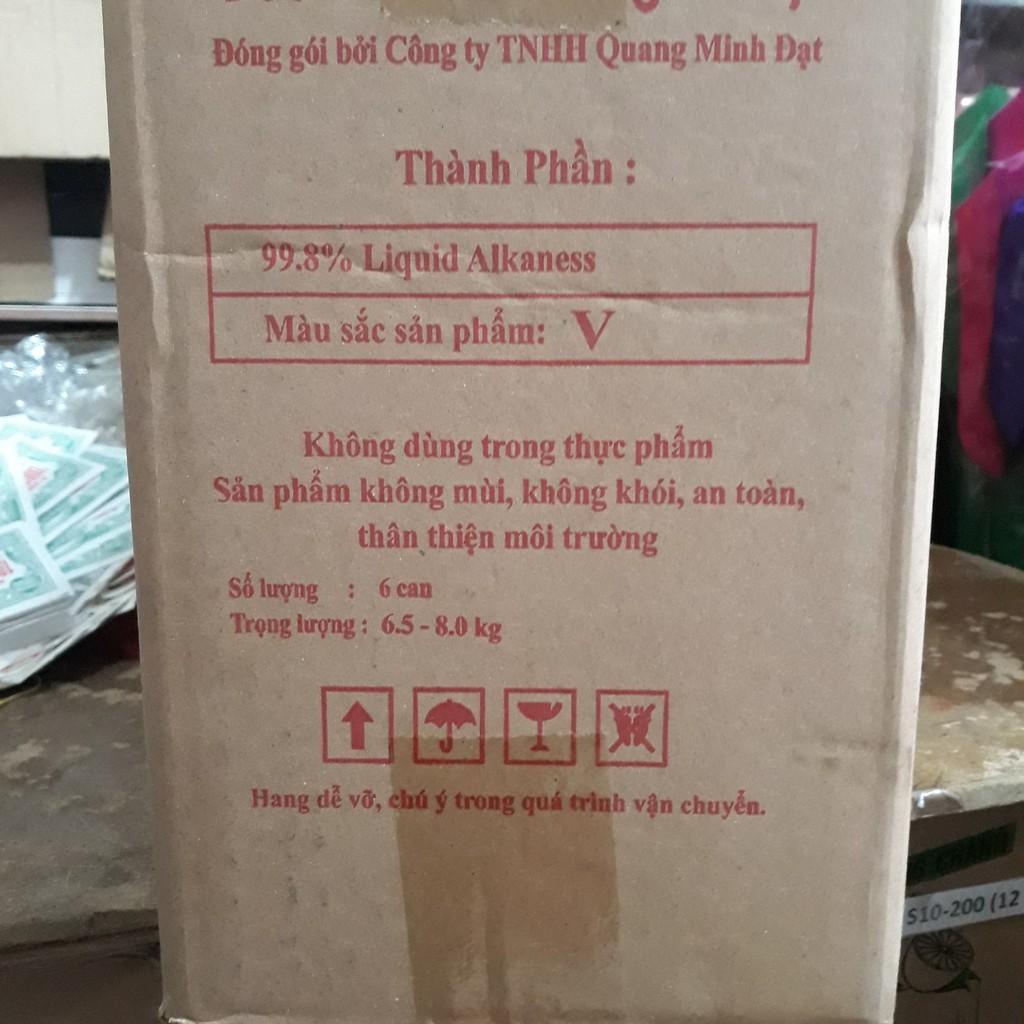 Đóng gói bởi Công ty TNHH Quang Minh Đạt
Thành Phần :
99.8% Liquid Alkaness
Màu sắc sản phẩm: V
Không dùng trong thực phẩm
Sản phẩm không mùi, không khói, an toàn,
thân thiện môi trường
Số lượng : 6 can
Trọng lượng : 6.5 - 8.0 kg
Hang dễ vỡ, chú ý trong quá trình vận chuyển.
S10-200 (12